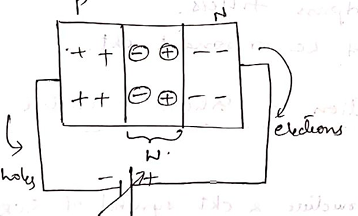 P N
+ + ⊖ ⊕ - -
+ + ⊖ ⊕ - -
electrons
W.
holes
- +